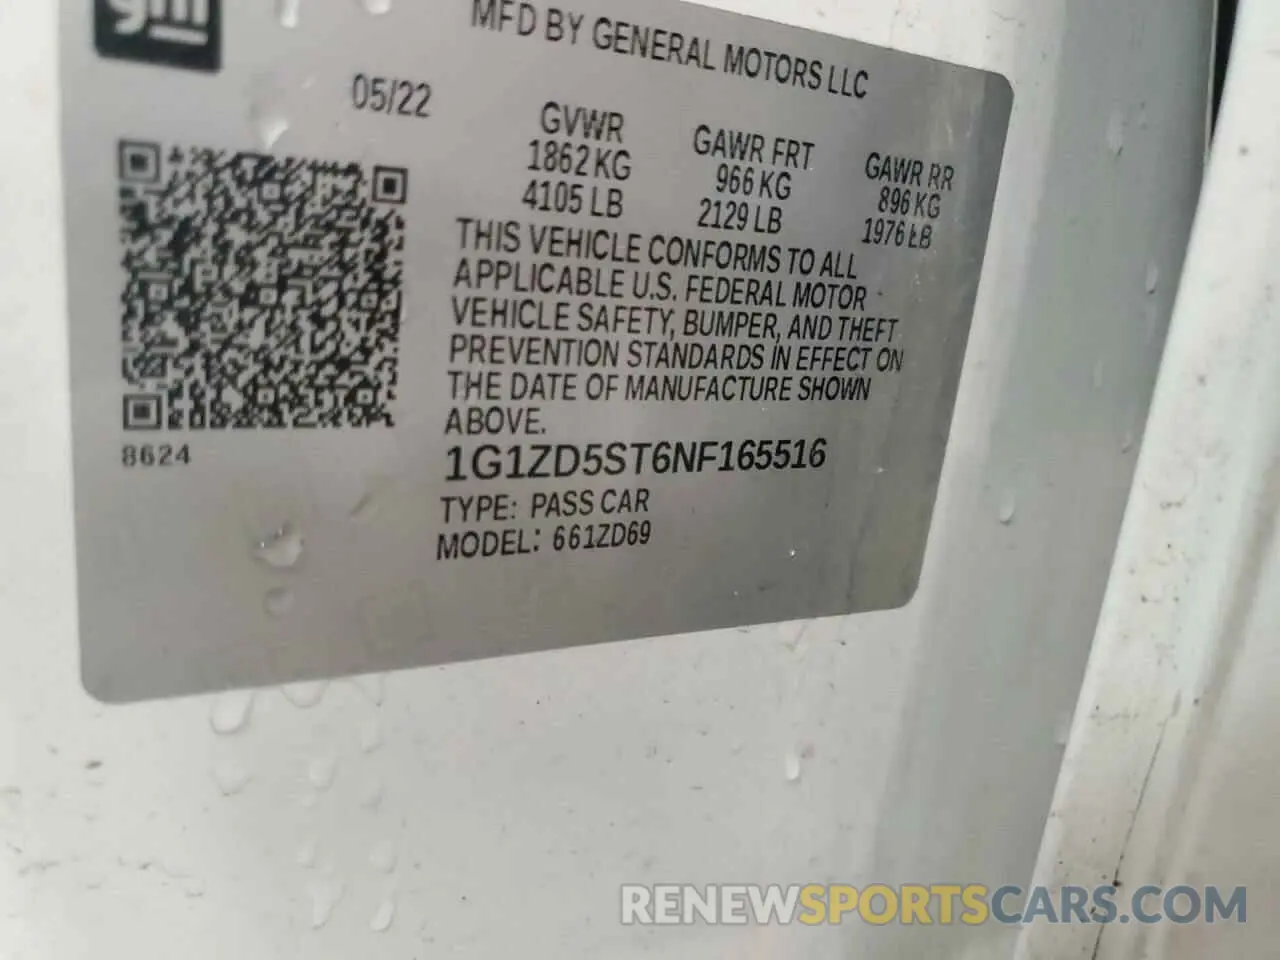 gm
MFD BY GENERAL MOTORS LLC
05/22
GVWR
1862 KG
4105 LB
GAWR FRT
966 KG
2129 LB
GAWR RR
896 KG
1976 LB
THIS VEHICLE CONFORMS TO ALL
APPLICABLE U.S. FEDERAL MOTOR
VEHICLE SAFETY, BUMPER, AND THEFT
PREVENTION STANDARDS IN EFFECT ON
THE DATE OF MANUFACTURE SHOWN
ABOVE.
8624
1G1ZD5ST6NF165516
TYPE: PASS CAR
MODEL: 661ZD69
RENEWSPORTSCARS.COM